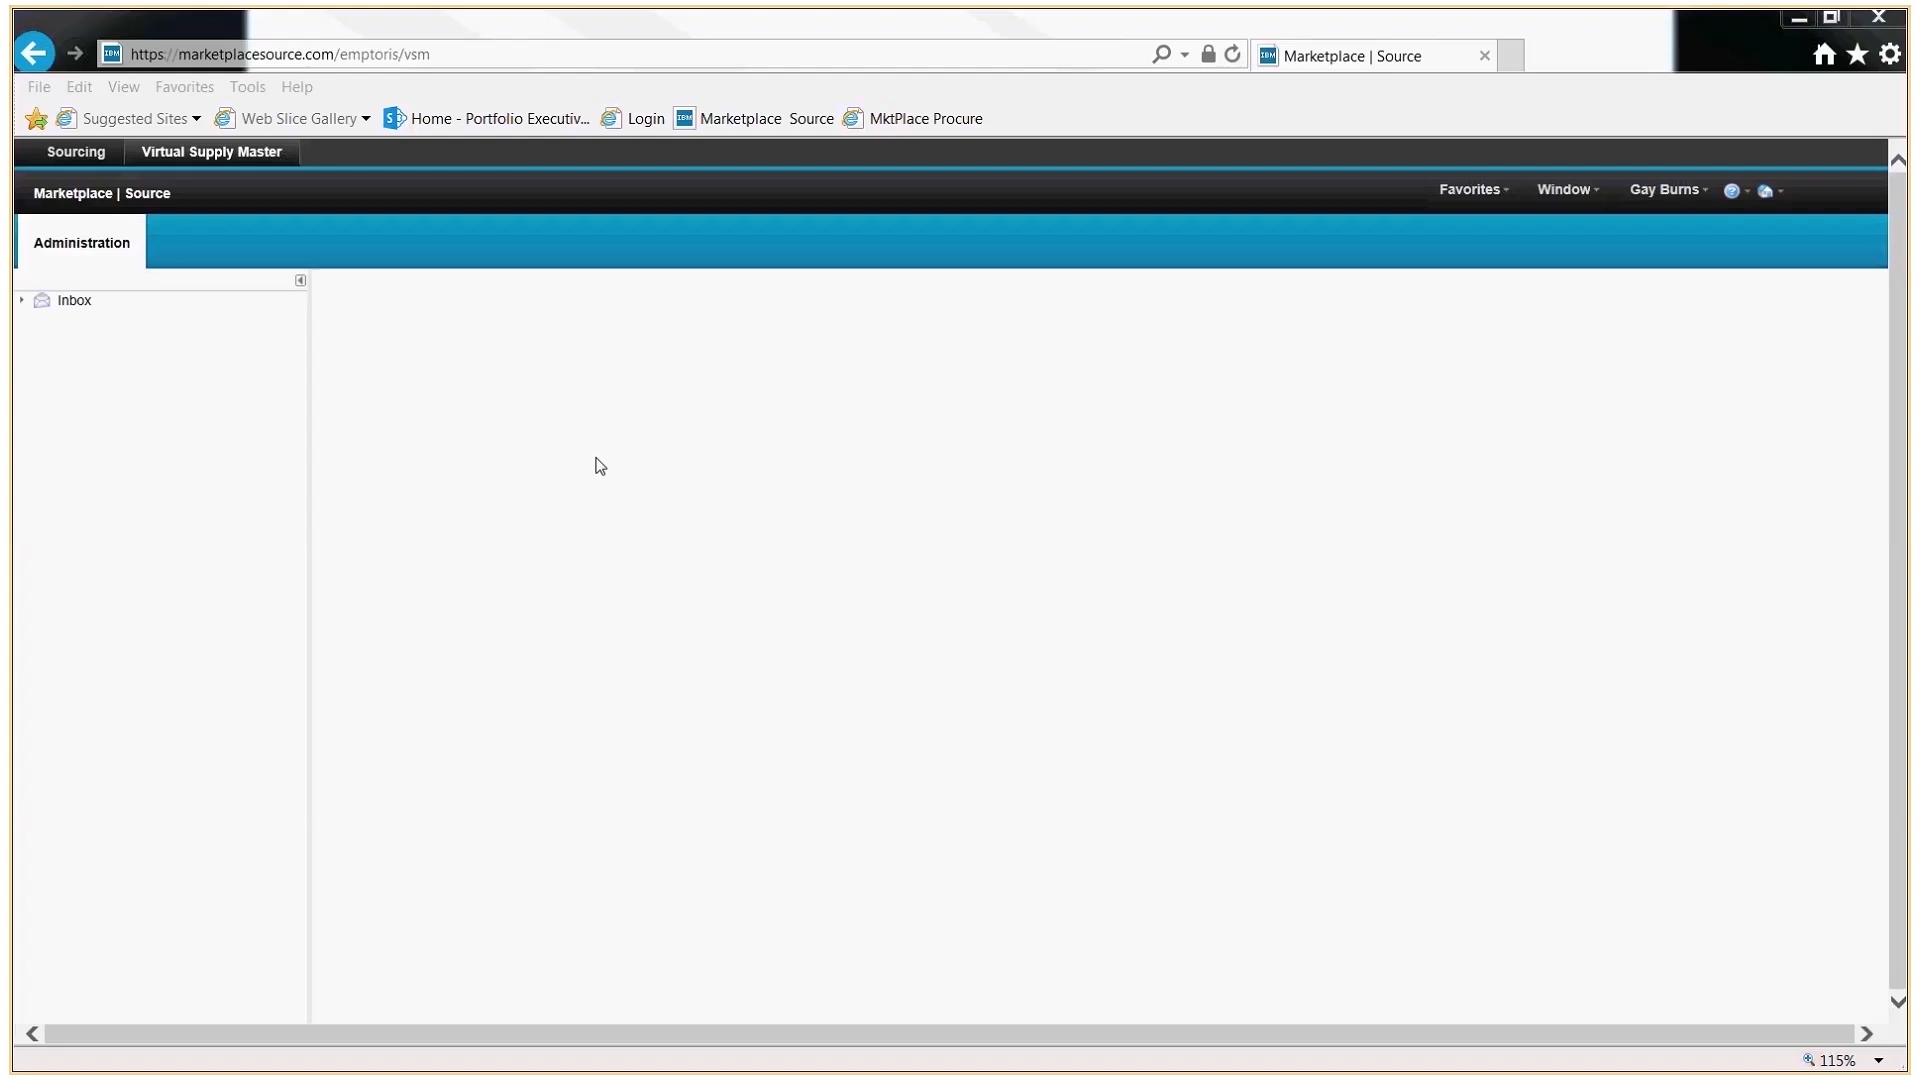 https://marketplacesource.com/emptoris/vsm
Marketplace | Source
File Edit View Favorites Tools Help
Suggested Sites Web Slice Gallery Home - Portfolio Executiv... Login Marketplace Source MktPlace Procure
Sourcing Virtual Supply Master
Marketplace | Source Favorites Window Gay Burns
Administration
Inbox
115%